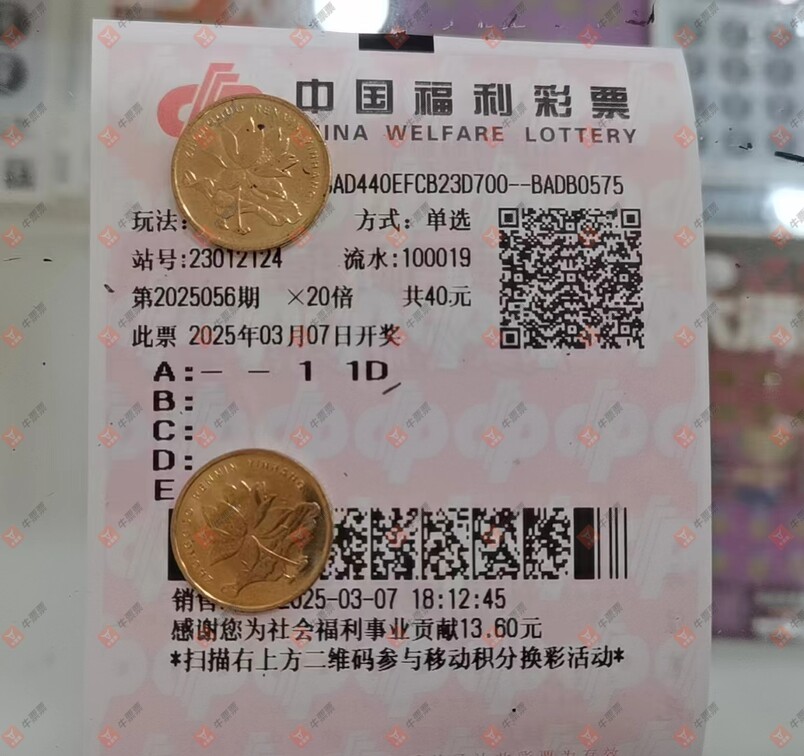 中国福利彩票
INA WELFARE LOTTERY
AD440EFCB23D700--BADB0575
玩法: 方式: 单选
站号:23012124 流水:100019
第2025056期 ×20倍 共40元
此票 2025年03月07日开奖
A:— — 1 1D
B:
C:
D:
E
销售 025-03-07 18:12:45
感谢您为社会福利事业贡献13.60元
*扫描右上方二维码参与移动积分换彩活动*